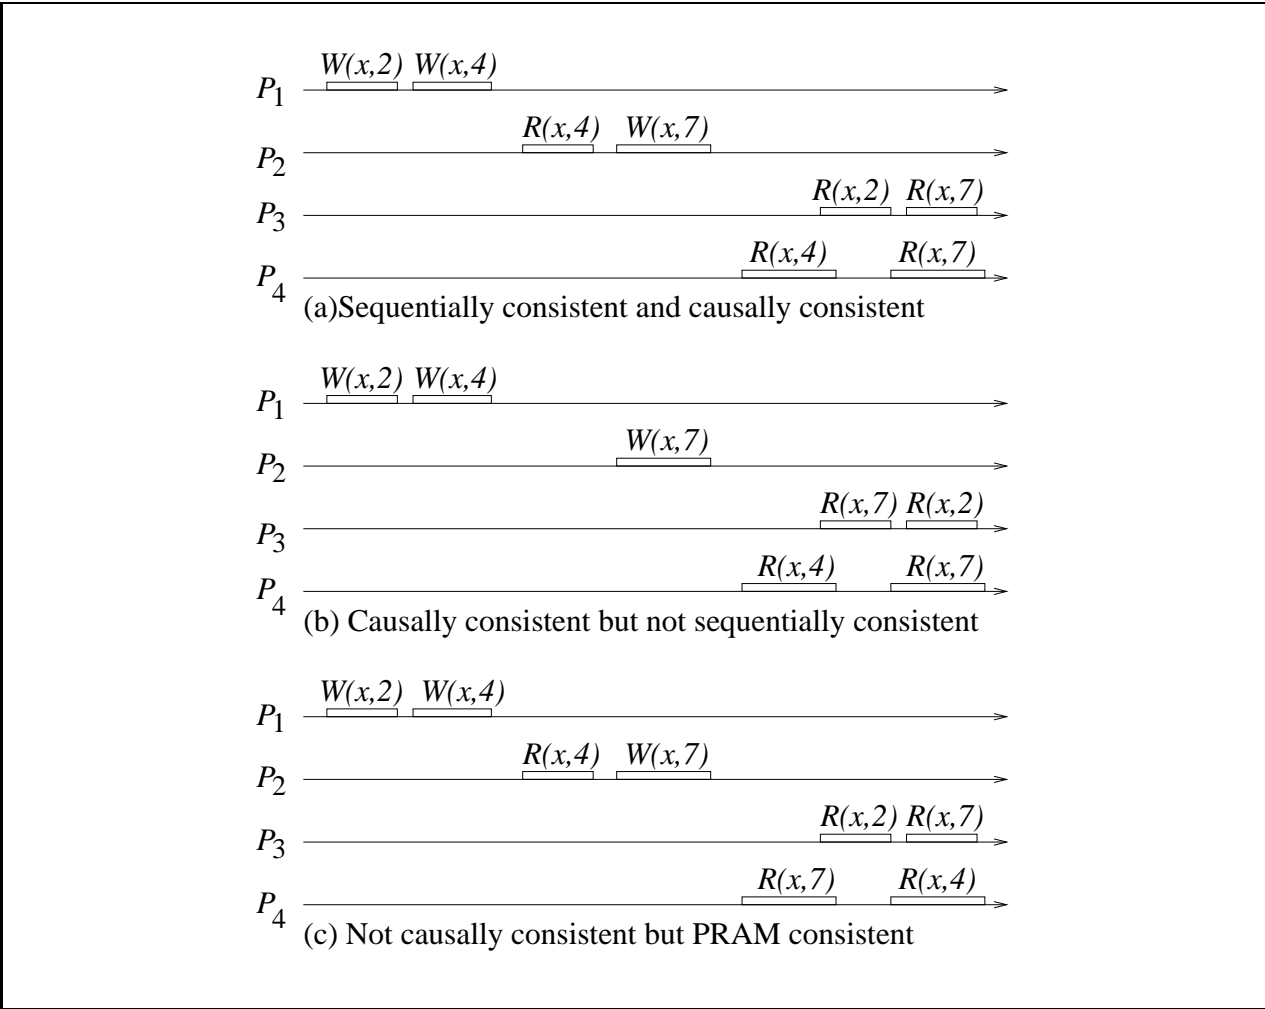 W(x,2) W(x,4)
P1
R(x,4) W(x,7)
P2
R(x,2) R(x,7)
P3
R(x,4) R(x,7)
P4
(a)Sequentially consistent and causally consistent
W(x,2) W(x,4)
P1
W(x,7)
P2
R(x,7) R(x,2)
P3
R(x,4) R(x,7)
P4
(b) Causally consistent but not sequentially consistent
W(x,2) W(x,4)
P1
R(x,4) W(x,7)
P2
R(x,2) R(x,7)
P3
R(x,7) R(x,4)
P4
(c) Not causally consistent but PRAM consistent